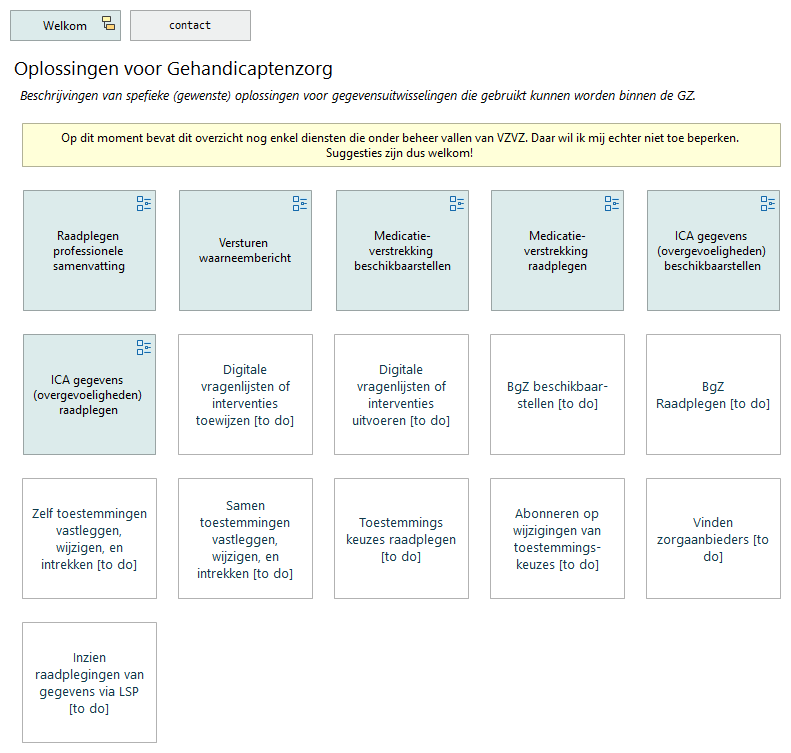 Welkom
contact
Oplossingen voor Gehandicaptenzorg
Beschrijvingen van spefieke (gewenste) oplossingen voor gegevensuitwisselingen die gebruikt kunnen worden binnen de GZ.
Op dit moment bevat dit overzicht nog enkel diensten die onder beheer vallen van VZVZ. Daar wil ik mij echter niet toe beperken.
Suggesties zijn dus welkom!
Raadplegen
professionele
samenvatting
Versturen
waarneembericht
Medicatie-
verstrekking
beschikbaarstellen
Medicatie-
verstrekking
raadplegen
ICA gegevens
(overgevoeligheden)
beschikbaarstellen
ICA gegevens
(overgevoeligheden)
raadplegen
Digitale
vragenlijsten of
interventies
toewijzen [to do]
Digitale
vragenlijsten of
interventies
uitvoeren [to do]
BgZ beschikbaar-
stellen [to do]
BgZ
Raadplegen [to do]
Zelf toestemmingen
vastleggen,
wijzigen, en
intrekken [to do]
Samen
toestemmingen
vastleggen,
wijzigen, en
intrekken [to do]
Toestemmings
keuzes raadplegen
[to do]
Abonneren op
wijzigingen van
toestemmings-
keuzes [to do]
Vinden
zorgaanbieders [to
do]
Inzien
raadplegingen van
gegevens via LSP
[to do]